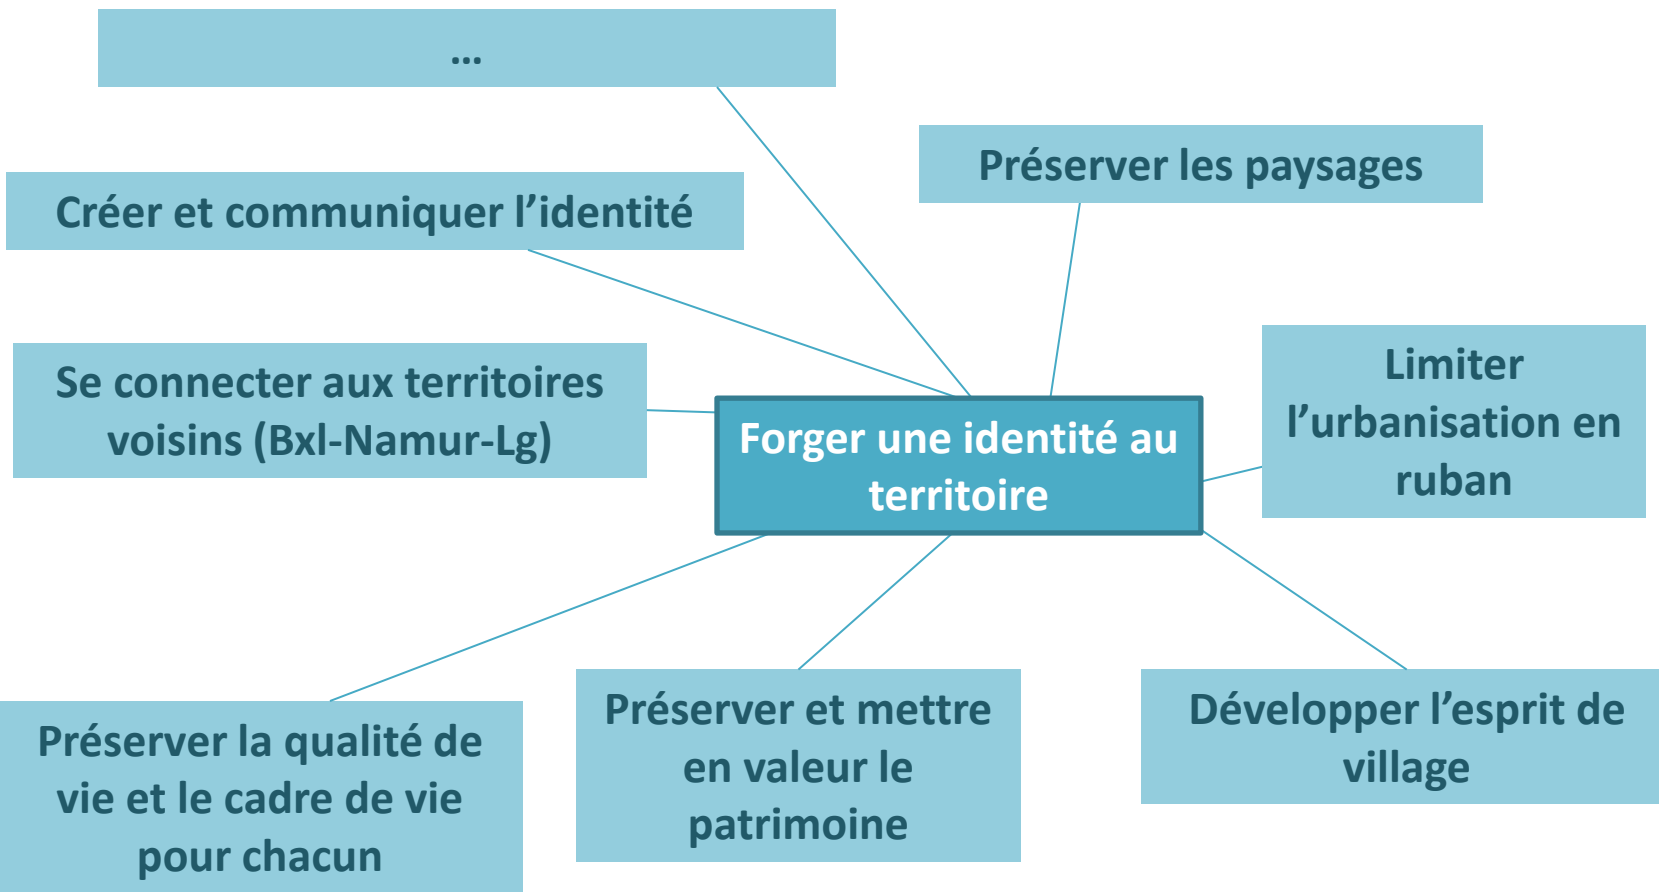 …
Préserver les paysages
Créer et communiquer l’identité
Se connecter aux territoires
voisins (Bxl-Namur-Lg)
Limiter
l’urbanisation en
ruban
Forger une identité au
territoire
Préserver la qualité de
vie et le cadre de vie
pour chacun
Préserver et mettre
en valeur le
patrimoine
Développer l’esprit de
village